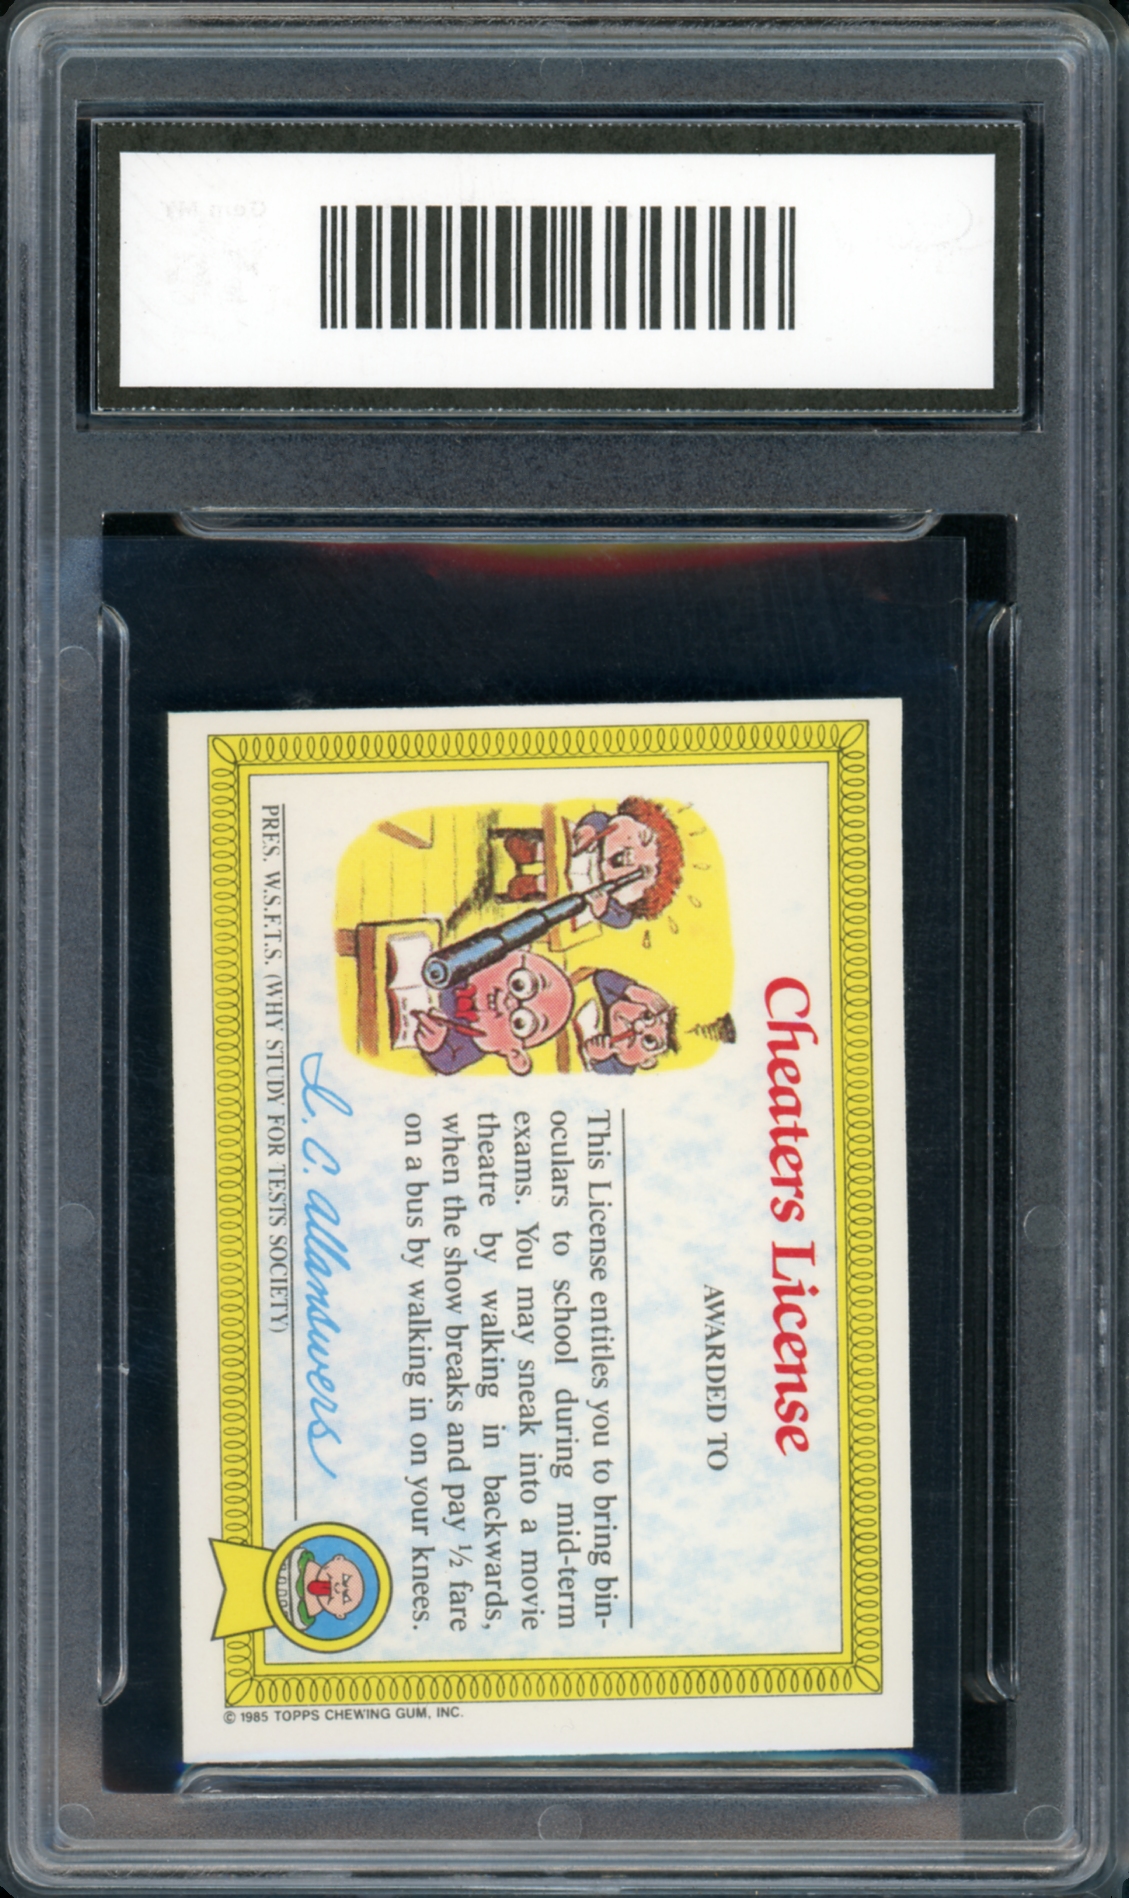 Cheaters License
AWARDED TO
This License entitles you to bring bin-
oculars to school during mid-term
exams. You may sneak into a movie
theatre by walking in backwards,
when the show breaks and pay ½ fare
on a bus by walking in on your knees.
I. C. Allanswers
PRES. W.S.F.T.S. (WHY STUDY FOR TESTS SOCIETY)
© 1985 TOPPS CHEWING GUM, INC.